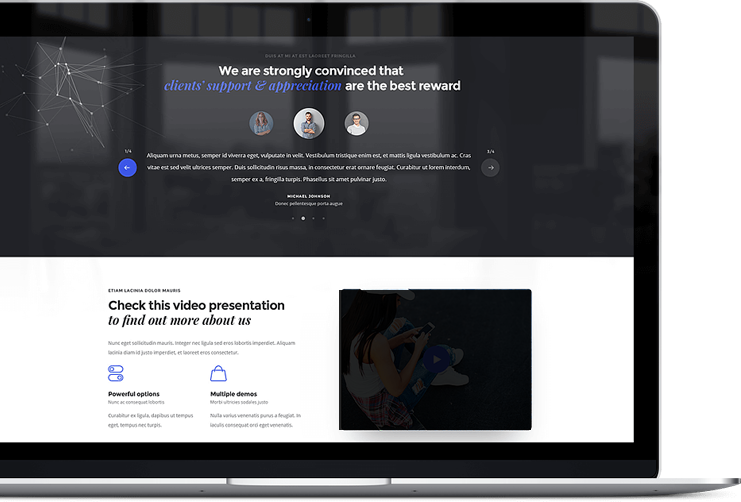 DUIS AT MI AT EST LAOREET FRINGILLA
We are strongly convinced that
clients' support & appreciation are the best reward
1/4
3/4
Aliquam urna metus, semper id viverra eget, vulputate in velit. Vestibulum tristique enim est, et mattis ligula vestibulum ac. Cras
vitae est sed velit ultrices semper. Duis sollicitudin risus massa, in consectetur erat ornare feugiat. Curabitur ut lorem interdum,
semper ex a, fringilla turpis. Phasellus sit amet pulvinar justo.
MICHAEL JOHNSON
Donec pellentesque porta augue
ETIAM LACINIA DOLOR MAURIS
Check this video presentation
to find out more about us
Nunc eget sollicitudin mauris. Integer nec ligula sed eros lobortis imperdiet. Aliquam
lacinia diam id justo imperdiet, et laoreet eros consectetur.
Powerful options
Nunc ac consequat lobortis
Curabitur ex ligula, dapibus ut tempus
eget, tempus nec turpis.
Multiple demos
Morbi ultrices sodales justo
Nulla varius venenatis purus a feugiat. In
iaculis consequat orsi eget venenatis.